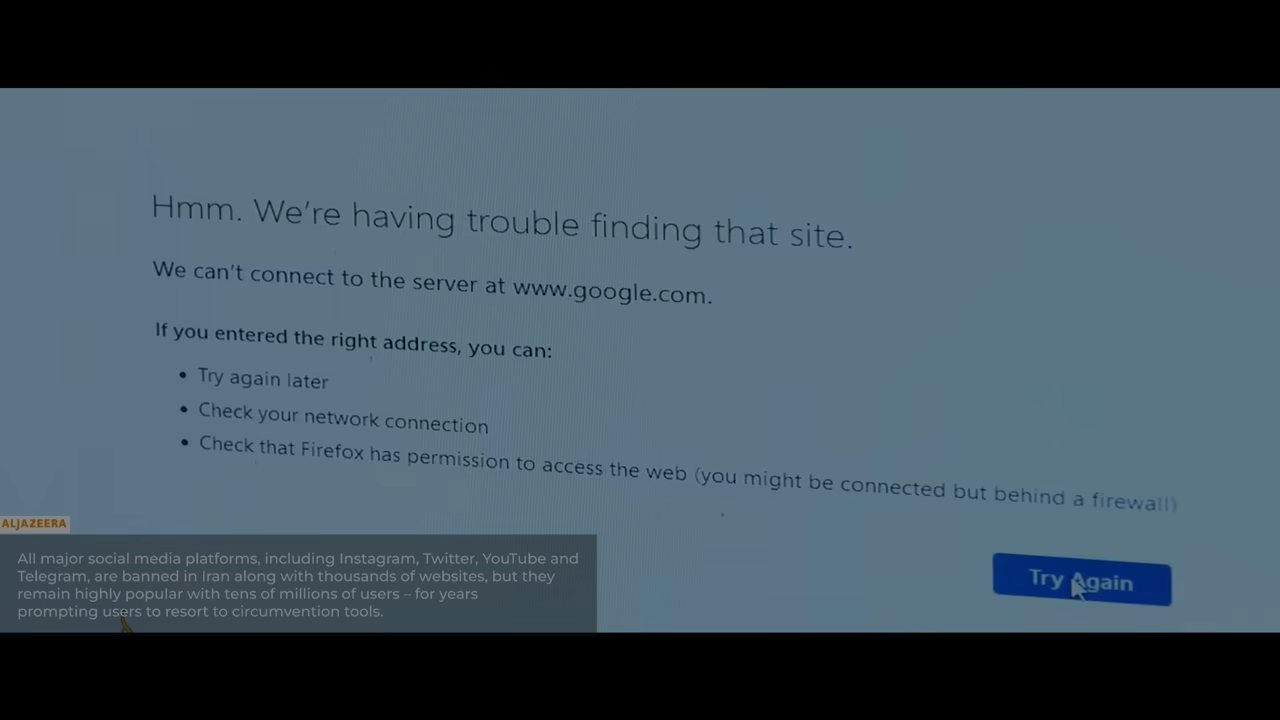 Hmm. We're having trouble finding that site.
We can't connect to the server at www.google.com.
If you entered the right address, you can:
• Try again later
• Check your network connection
• Check that Firefox has permission to access the web (you might be connected but behind a firewall)
Try Again
ALJAZEERA
All major social media platforms, including Instagram, Twitter, YouTube and
Telegram, are banned in Iran along with thousands of websites, but they
remain highly popular with tens of millions of users – for years
prompting users to resort to circumvention tools.